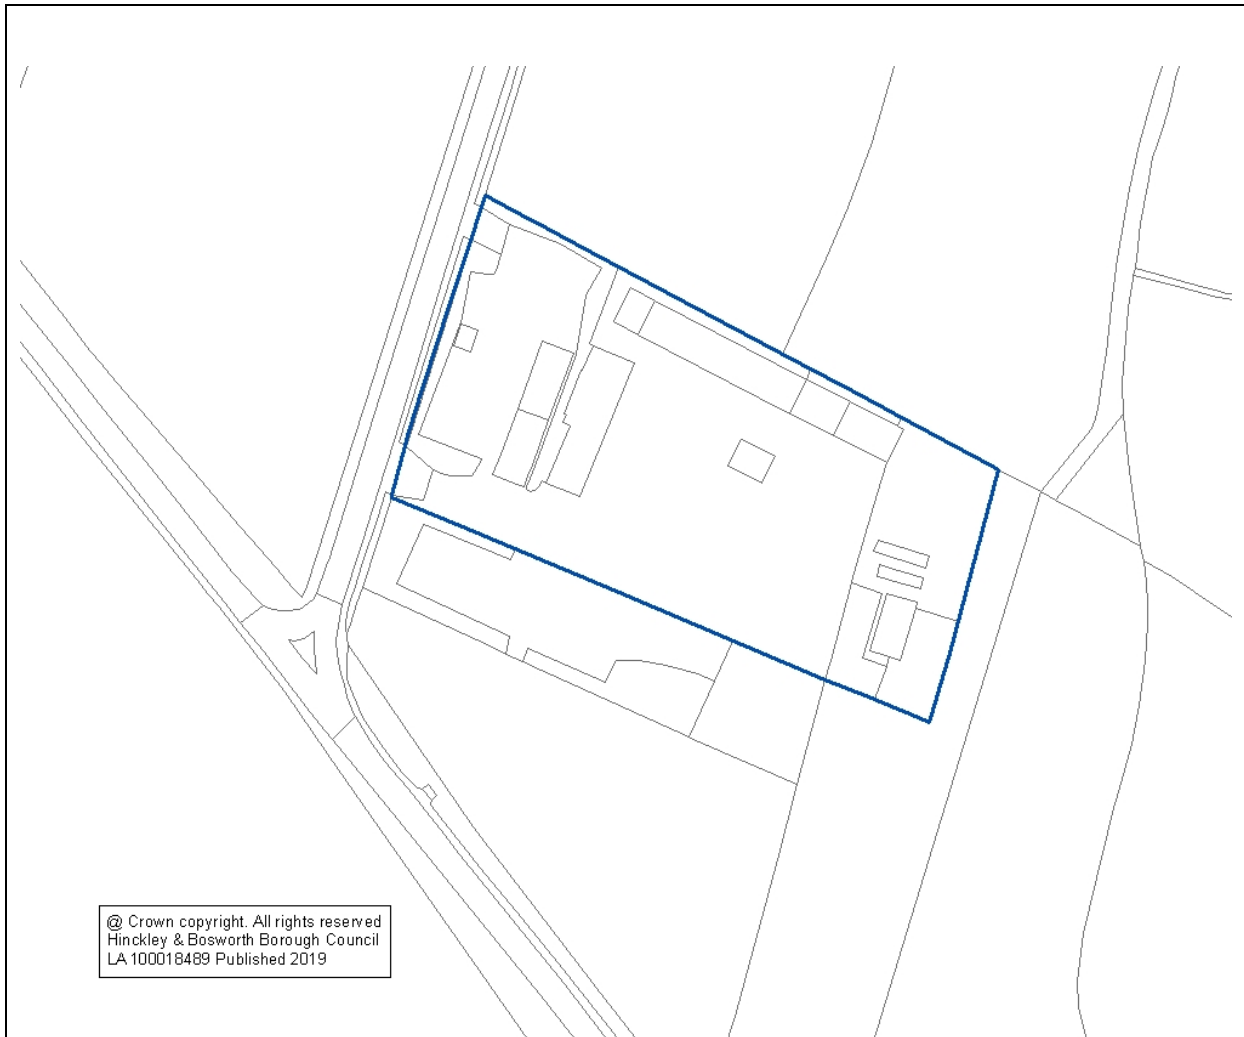 @ Crown copyright. All rights reserved
Hinckley & Bosworth Borough Council
LA 100018489 Published 2019